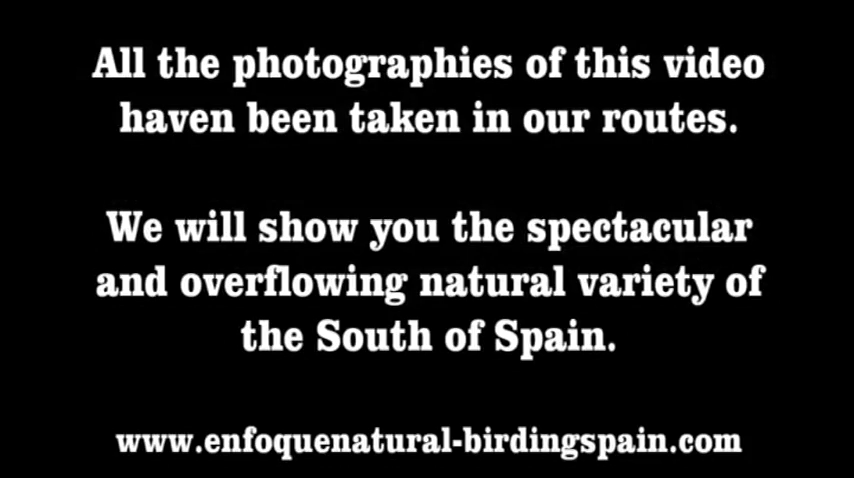 All the photographies of this video
haven been taken in our routes.
We will show you the spectacular
and overflowing natural variety of
the South of Spain.
www.enfoquenatural-birdingspain.com